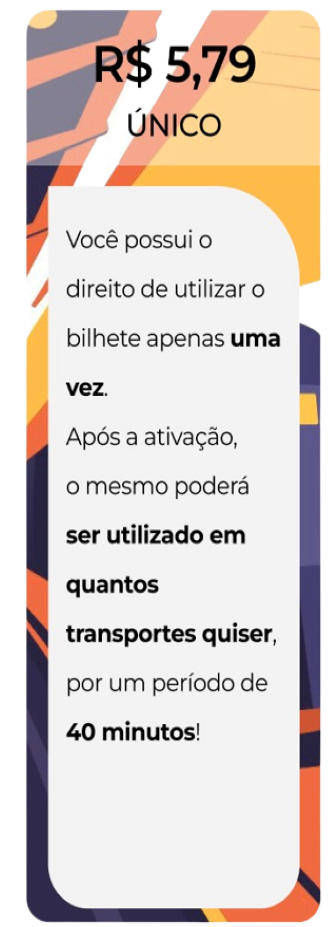 R$ 5,79
ÚNICO
Você possui o
direito de utilizar o
bilhete apenas uma
vez.
Após a ativação,
o mesmo poderá
ser utilizado em
quantos
transportes quiser,
por um período de
40 minutos!